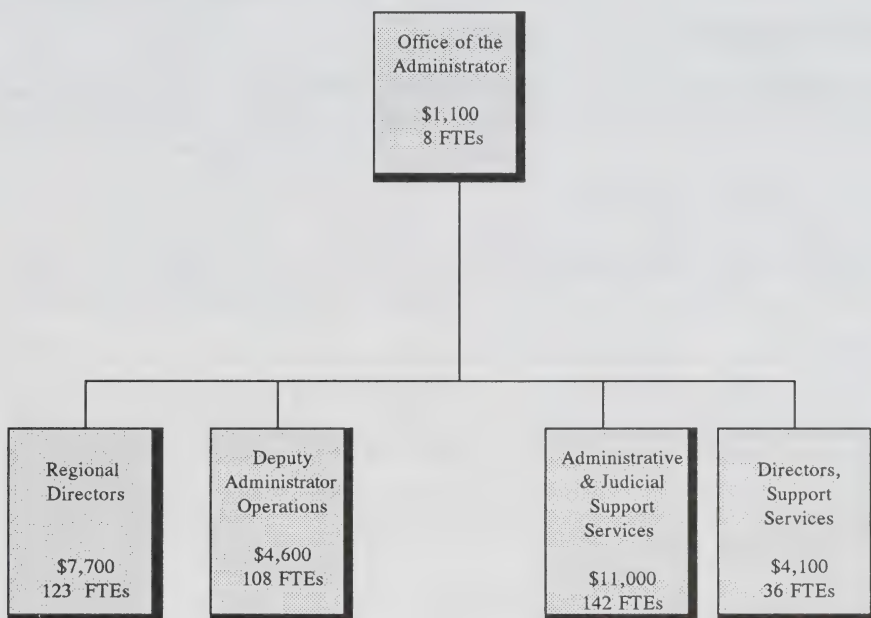 Office of the
Administrator
$1,100
8 FTEs
Regional
Directors
$7,700
123 FTEs
Deputy
Administrator
Operations
$4,600
108 FTEs
Administrative
& Judicial
Support
Services
$11,000
142 FTEs
Directors,
Support
Services
$4,100
36 FTEs